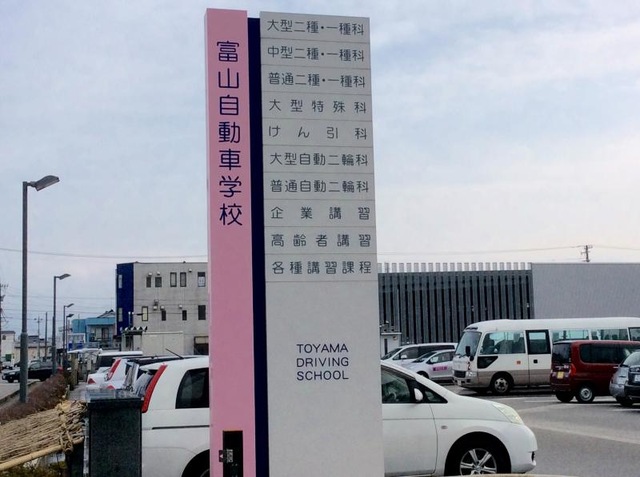 富山自動車学校
大型二種・一種科
中型二種・一種科
普通二種・一種科
大型特殊科
けん引科
大型自動二輪科
普通自動二輪科
企業講習
高齢者講習
各種講習課程
TOYAMA
DRIVING
SCHOOL